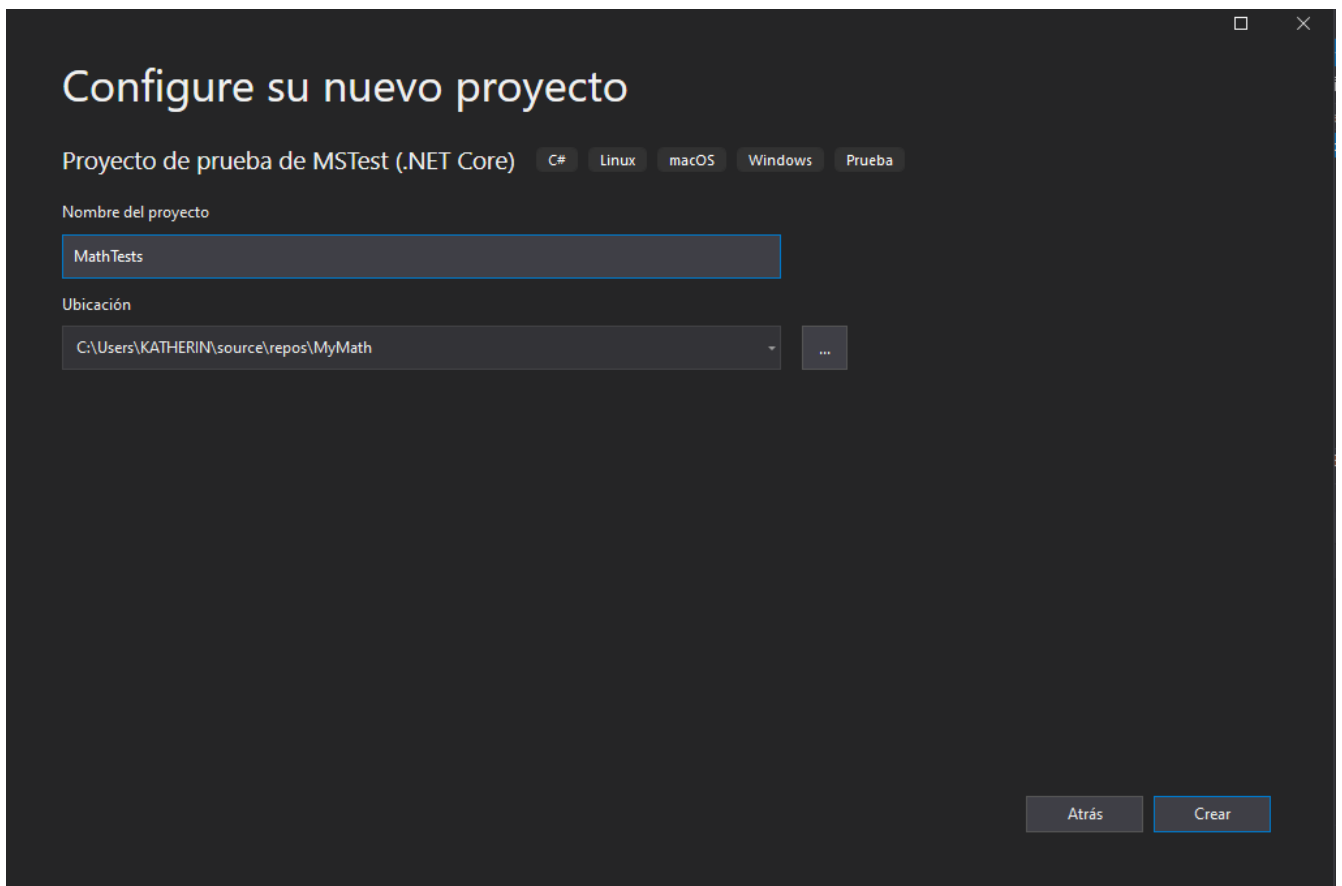 Configure su nuevo proyecto
Proyecto de prueba de MSTest (.NET Core) C# Linux macOS Windows Prueba
Nombre del proyecto
MathTests
Ubicación
C:\Users\KATHERIN\source\repos\MyMath
...
Atrás Crear